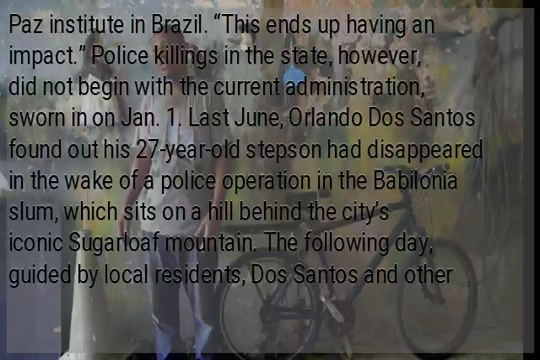 Paz institute in Brazil. “This ends up having an
impact.” Police killings in the state, however,
did not begin with the current administration,
sworn in on Jan. 1. Last June, Orlando Dos Santos
found out his 27-year-old stepson had disappeared
in the wake of a police operation in the Babilonia
slum, which sits on a hill behind the city’s
iconic Sugarloaf mountain. The following day,
guided by local residents, Dos Santos and other